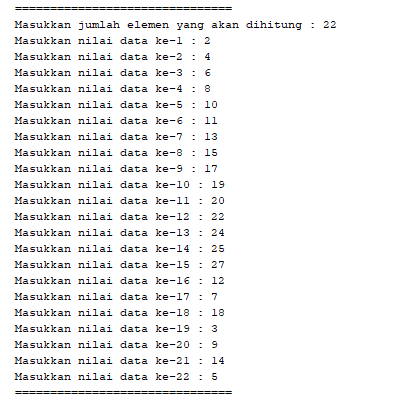 ===============================
Masukkan jumlah elemen yang akan dihitung : 22
Masukkan nilai data ke-1 : 2
Masukkan nilai data ke-2 : 4
Masukkan nilai data ke-3 : 6
Masukkan nilai data ke-4 : 8
Masukkan nilai data ke-5 : 10
Masukkan nilai data ke-6 : 11
Masukkan nilai data ke-7 : 13
Masukkan nilai data ke-8 : 15
Masukkan nilai data ke-9 : 17
Masukkan nilai data ke-10 : 19
Masukkan nilai data ke-11 : 20
Masukkan nilai data ke-12 : 22
Masukkan nilai data ke-13 : 24
Masukkan nilai data ke-14 : 25
Masukkan nilai data ke-15 : 27
Masukkan nilai data ke-16 : 12
Masukkan nilai data ke-17 : 7
Masukkan nilai data ke-18 : 18
Masukkan nilai data ke-19 : 3
Masukkan nilai data ke-20 : 9
Masukkan nilai data ke-21 : 14
Masukkan nilai data ke-22 : 5
===============================